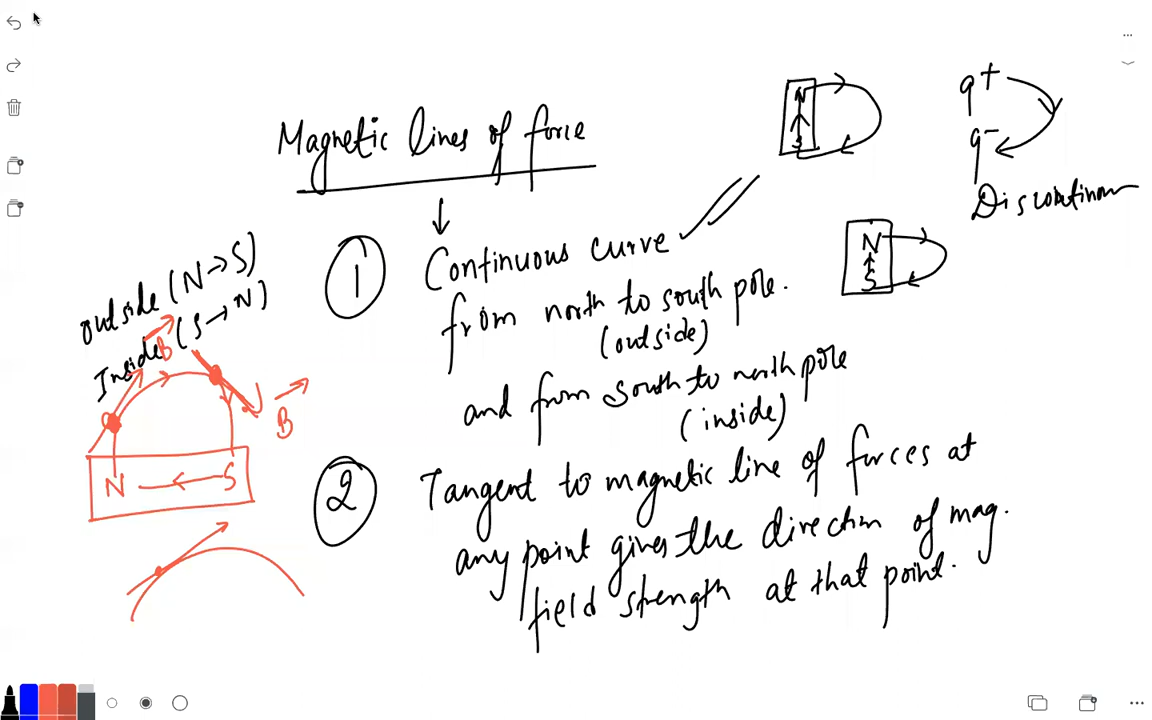 Magnetic lines of force
N
S
q+
q-
Discontinuous
① Continuous curve
from north to south pole.
(outside)
and from south to north pole
(inside)
N
S
outside (N→S)
Inside (S→N)
B
B
N S
② Tangent to magnetic line of forces at
any point gives the direction of mag.
field strength at that point.